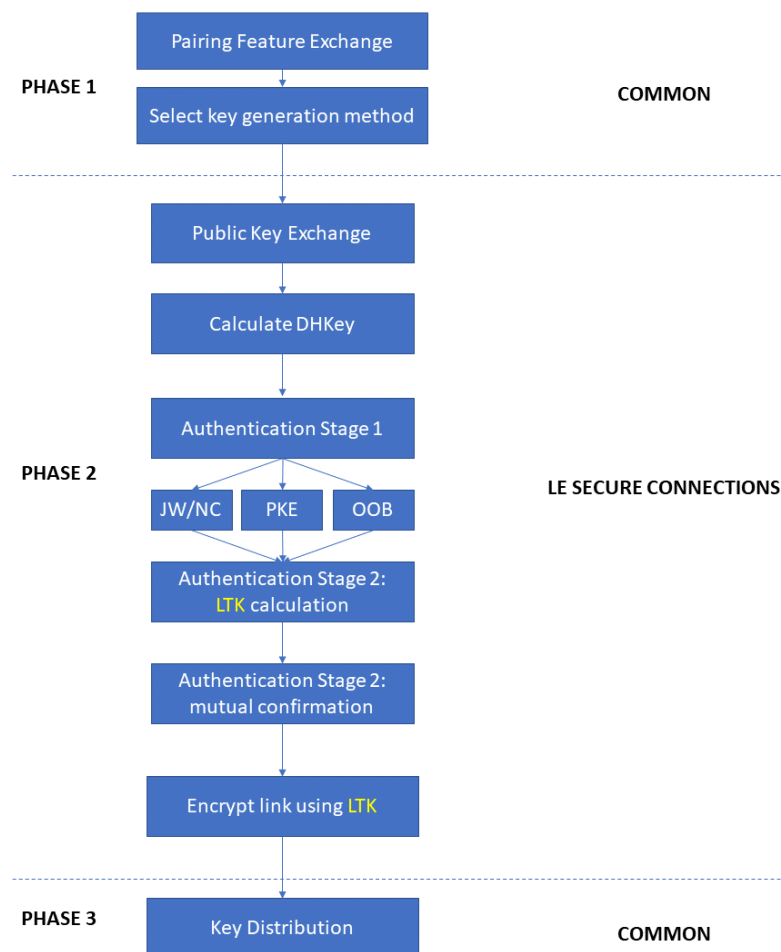 Pairing Feature Exchange
PHASE 1
COMMON
Select key generation method
Public Key Exchange
Calculate DHKey
Authentication Stage 1
PHASE 2
LE SECURE CONNECTIONS
JW/NC
PKE
OOB
Authentication Stage 2:
LTK calculation
Authentication Stage 2:
mutual confirmation
Encrypt link using LTK
PHASE 3
Key Distribution
COMMON